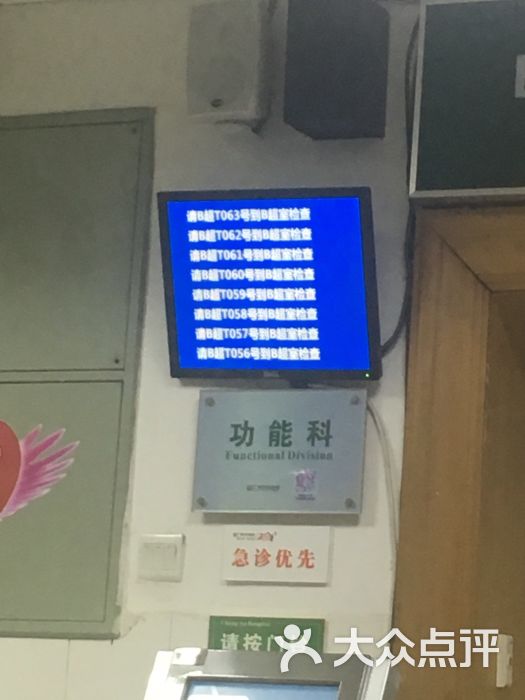 请B超T063号到B超室检查
请B超T062号到B超室检查
请B超T061号到B超室检查
请B超T060号到B超室检查
请B超T059号到B超室检查
请B超T058号到B超室检查
请B超T057号到B超室检查
请B超T056号到B超室检查
功能科
Functional Division
急诊优先
请按门
大众点评